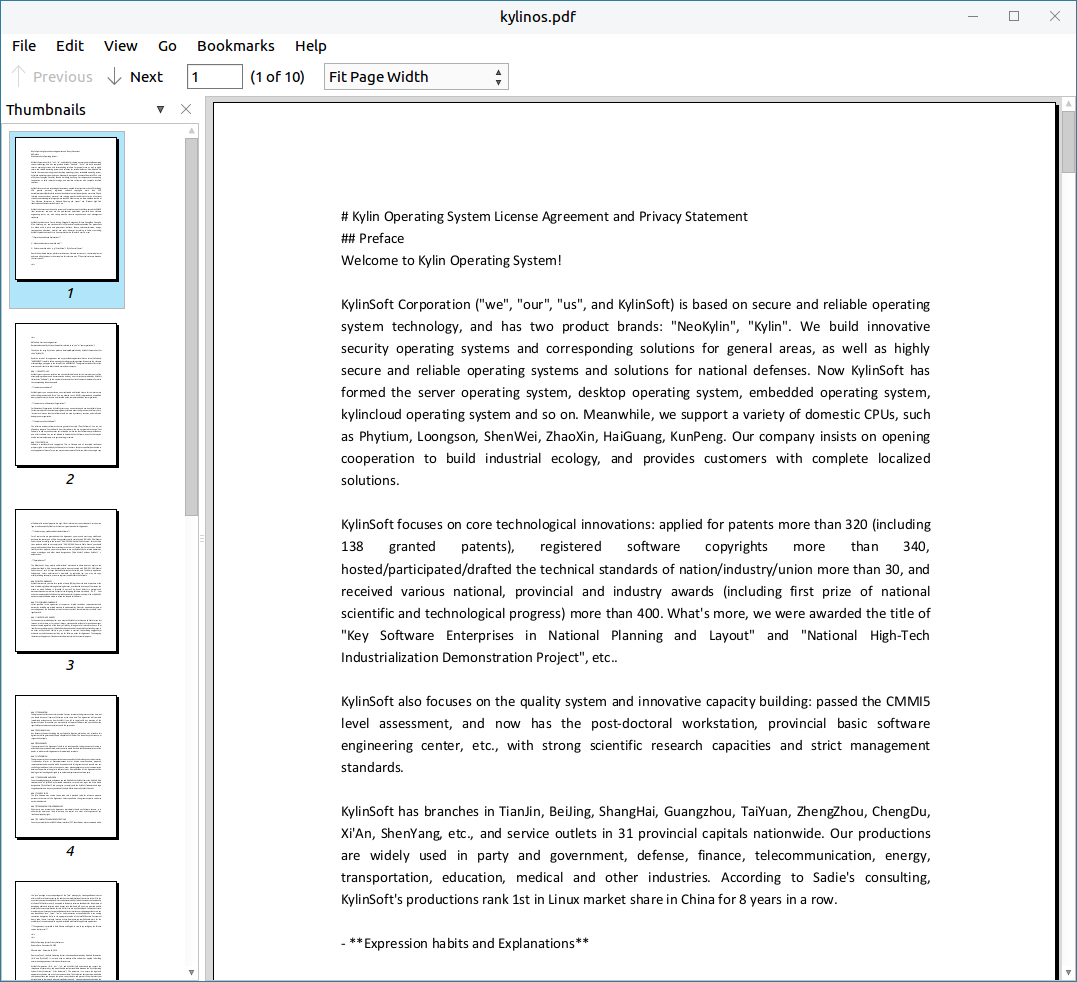 kylinos.pdf
File Edit View Go Bookmarks Help
Previous Next 1 (1 of 10) Fit Page Width
Thumbnails
1
2
3
4
# Kylin Operating System License Agreement and Privacy Statement
## Preface
Welcome to Kylin Operating System!
KylinSoft Corporation ("we", "our", "us", and KylinSoft) is based on secure and reliable operating
system technology, and has two product brands: "NeoKylin", "Kylin". We build innovative
security operating systems and corresponding solutions for general areas, as well as highly
secure and reliable operating systems and solutions for national defenses. Now KylinSoft has
formed the server operating system, desktop operating system, embedded operating system,
kylincloud operating system and so on. Meanwhile, we support a variety of domestic CPUs, such
as Phytium, Loongson, ShenWei, ZhaoXin, HaiGuang, KunPeng. Our company insists on opening
cooperation to build industrial ecology, and provides customers with complete localized
solutions.
KylinSoft focuses on core technological innovations: applied for patents more than 320 (including
138 granted patents), registered software copyrights more than 340,
hosted/participated/drafted the technical standards of nation/industry/union more than 30, and
received various national, provincial and industry awards (including first prize of national
scientific and technological progress) more than 400. What's more, we were awarded the title of
"Key Software Enterprises in National Planning and Layout" and "National High-Tech
Industrialization Demonstration Project", etc..
KylinSoft also focuses on the quality system and innovative capacity building: passed the CMMI5
level assessment, and now has the post-doctoral workstation, provincial basic software
engineering center, etc., with strong scientific research capacities and strict management
standards.
KylinSoft has branches in TianJin, BeiJing, ShangHai, Guangzhou, TaiYuan, ZhengZhou, ChengDu,
Xi'An, ShenYang, etc., and service outlets in 31 provincial capitals nationwide. Our productions
are widely used in party and government, defense, finance, telecommunication, energy,
transportation, education, medical and other industries. According to Sadie's consulting,
KylinSoft's productions rank 1st in Linux market share in China for 8 years in a row.
- **Expression habits and Explanations**